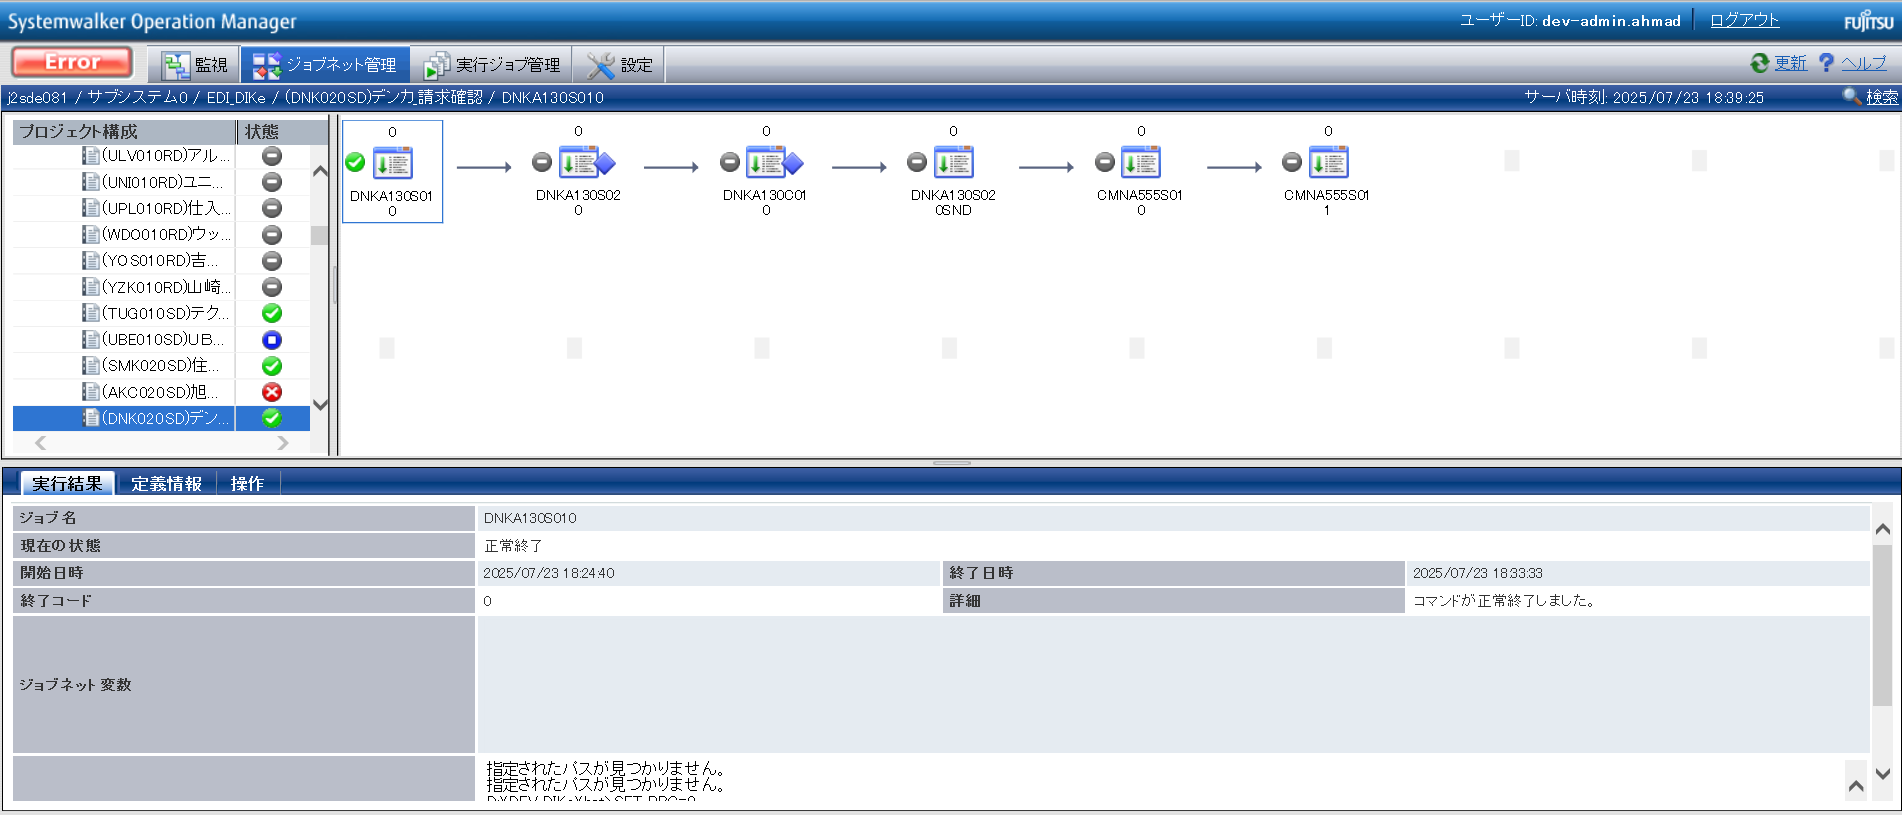 Systemwalker Operation Manager
ユーザーID: dev-admin.ahmad
ログアウト
FUJITSU
Error
監視
ジョブネット管理
実行ジョブ管理
設定
更新
ヘルプ
j2sde081 / サブシステム0 / EDI_DIKe / (DNK020SD)デンカ_請求確認 / DNKA130S010
サーバ時刻: 2025/07/23 18:39:25
検索
プロジェクト構成
状態
(ULV010RD)アル...
(UNI010RD)ユニ...
(UPL010RD)仕入...
(WDO010RD)ウッ...
(YOS010RD)吉...
(YZK010RD)山崎...
(TUG010SD)テク...
(UBE010SD)UB...
(SMK020SD)住...
(AKC020SD)旭...
(DNK020SD)デン...
0
DNKA130S01
0
0
DNKA130S02
0
0
DNKA130C01
0
0
DNKA130S02
0SND
0
CMNA555S01
0
0
CMNA555S01
1
実行結果
定義情報
操作
ジョブ名
DNKA130S010
現在の状態
正常終了
開始日時
2025/07/23 18:24:40
終了日時
2025/07/23 18:33:33
終了コード
0
詳細
コマンドが正常終了しました。
ジョブネット変数
指定されたパスが見つかりません。
指定されたパスが見つかりません。